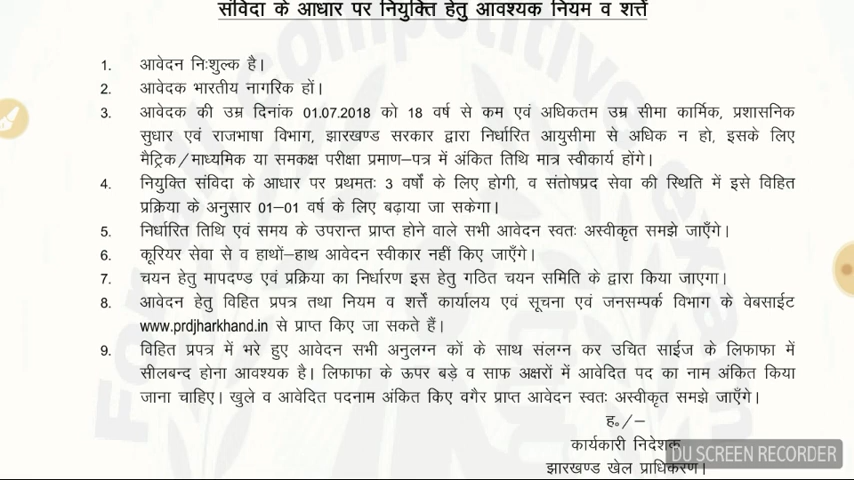 संविदा के आधार पर नियुक्ति हेतु आवश्यक नियम व शर्त्तें
1. आवेदन निःशुल्क है।
2. आवेदक भारतीय नागरिक हों।
3. आवेदक की उम्र दिनांक 01.07.2018 को 18 वर्ष से कम एवं अधिकतम उम्र सीमा कार्मिक, प्रशासनिक
सुधार एवं राजभाषा विभाग, झारखण्ड सरकार द्वारा निर्धारित आयुसीमा से अधिक न हो, इसके लिए
मैट्रिक/माध्यमिक या समकक्ष परीक्षा प्रमाण–पत्र में अंकित तिथि मात्र स्वीकार्य होंगे।
4. नियुक्ति संविदा के आधार पर प्रथमतः 3 वर्षों के लिए होगी, व संतोषप्रद सेवा की स्थिति में इसे विहित
प्रक्रिया के अनुसार 01–01 वर्ष के लिए बढ़ाया जा सकेगा।
5. निर्धारित तिथि एवं समय के उपरान्त प्राप्त होने वाले सभी आवेदन स्वतः अस्वीकृत समझे जाएँगे।
6. कूरियर सेवा से व हाथों–हाथ आवेदन स्वीकार नहीं किए जाएँगे।
7. चयन हेतु मापदण्ड एवं प्रक्रिया का निर्धारण इस हेतु गठित चयन समिति के द्वारा किया जाएगा।
8. आवेदन हेतु विहित प्रपत्र तथा नियम व शर्त्तें कार्यालय एवं सूचना एवं जनसम्पर्क विभाग के वेबसाईट
www.prdjharkhand.in से प्राप्त किए जा सकते हैं।
9. विहित प्रपत्र में भरे हुए आवेदन सभी अनुलग्न कों के साथ संलग्न कर उचित साईज के लिफाफा में
सीलबन्द होना आवश्यक है। लिफाफा के ऊपर बड़े व साफ अक्षरों में आवेदित पद का नाम अंकित किया
जाना चाहिए। खुले व आवेदित पदनाम अंकित किए वगैर प्राप्त आवेदन स्वतः अस्वीकृत समझे जाएँगे।
ह०/–
कार्यकारी निदेशक
झारखण्ड खेल प्राधिकरण।
DU SCREEN RECORDER